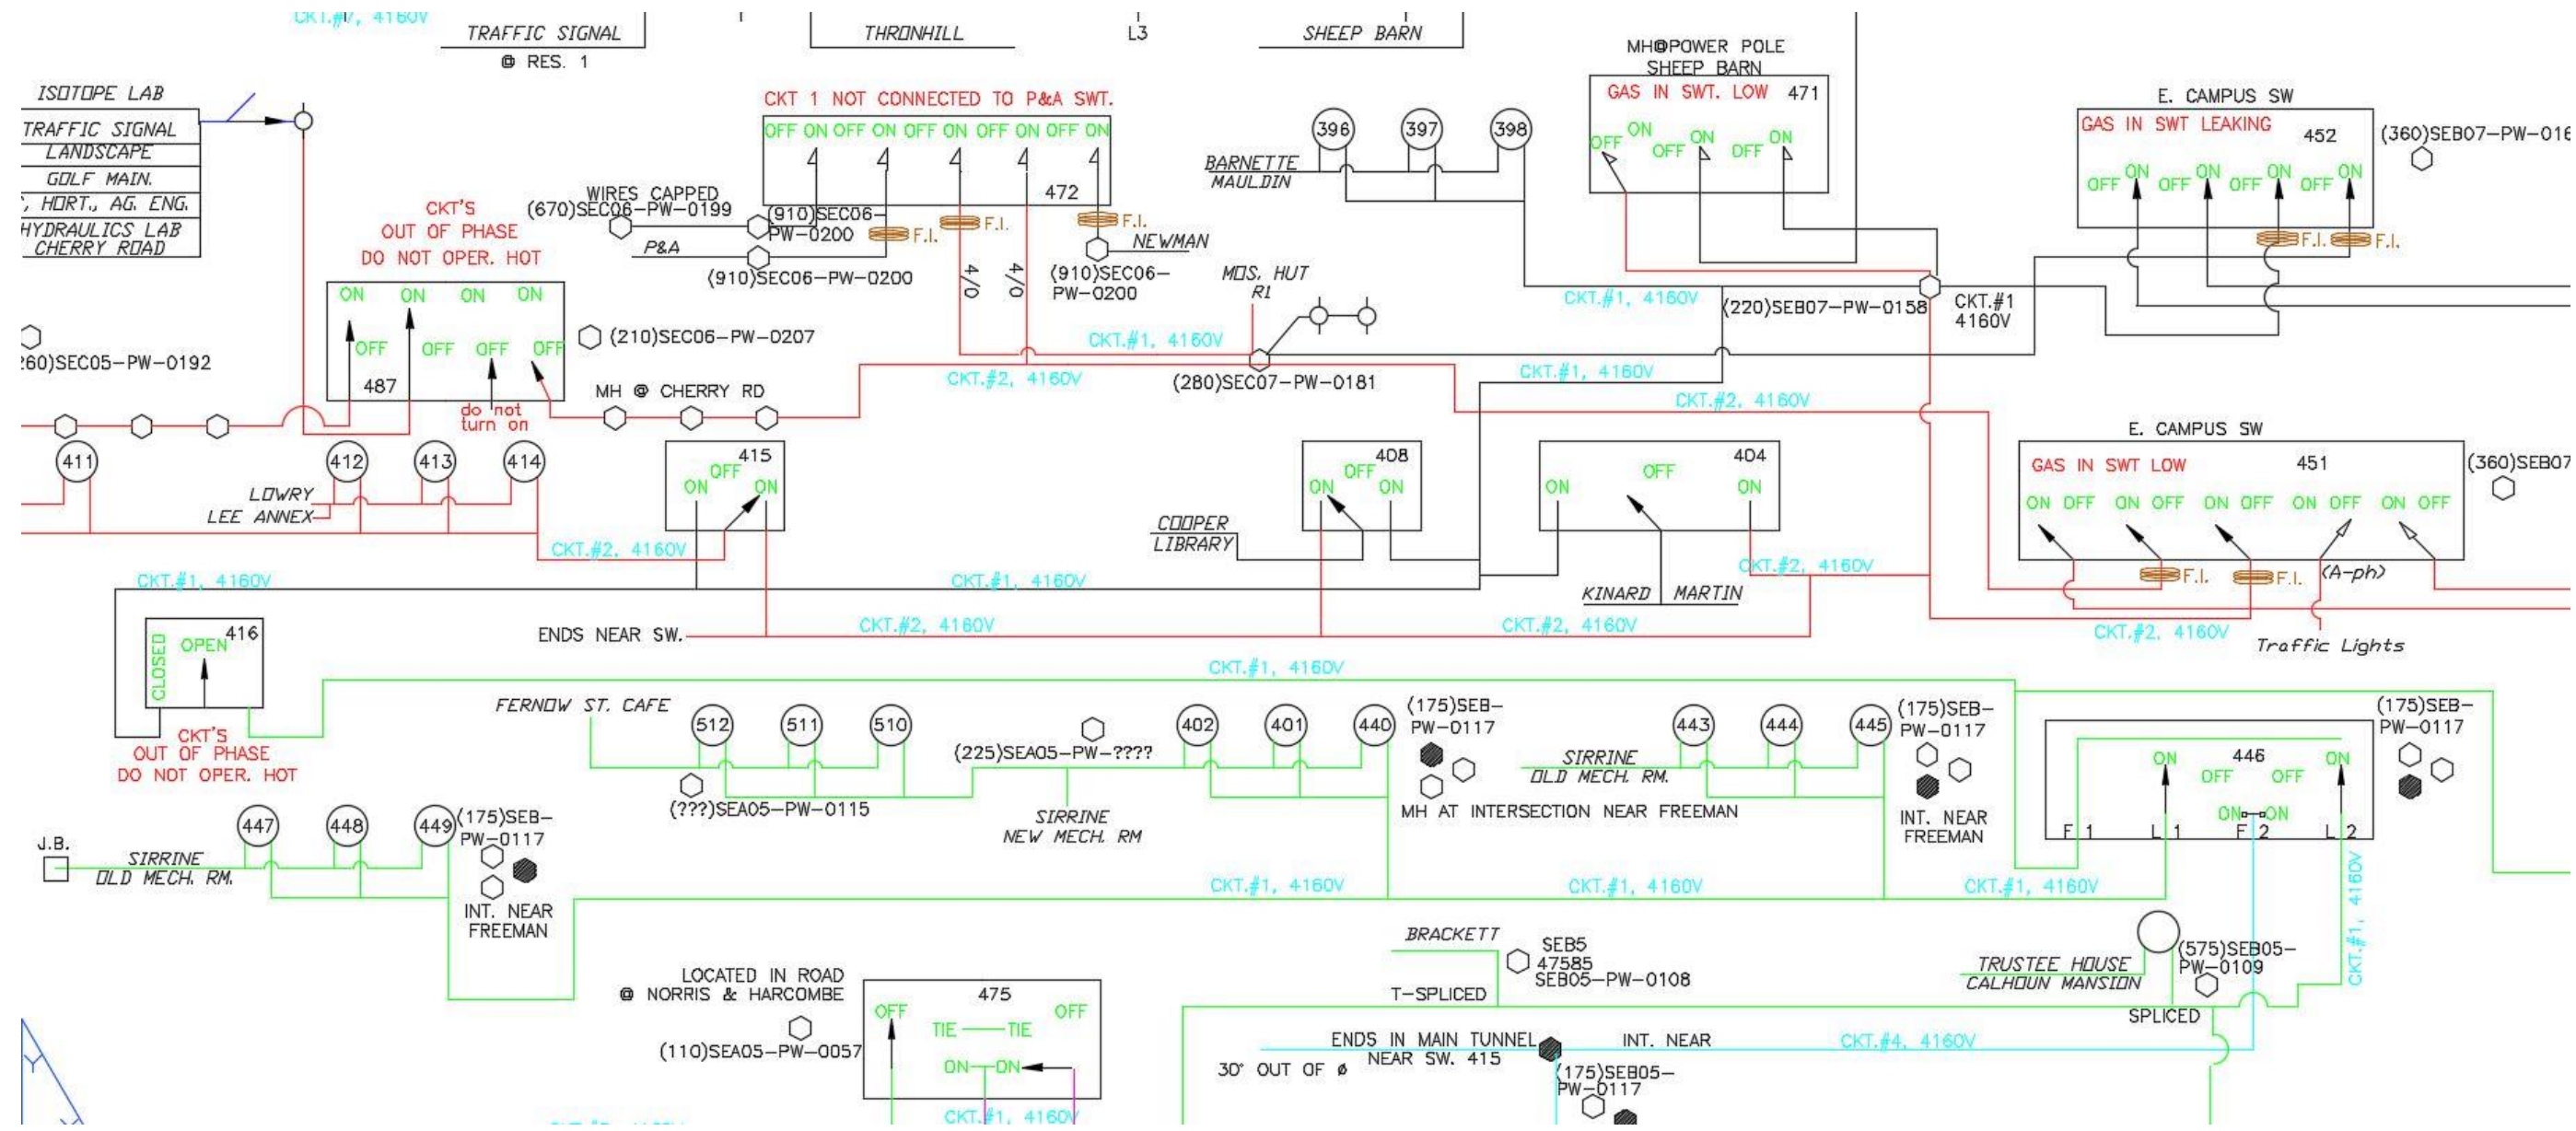 CKT.#7, 4160V
TRAFFIC SIGNAL
@ RES. 1
THRONHILL
L3
SHEEP BARN
MH@POWER POLE
SHEEP BARN
GAS IN SWT. LOW 471
OFF ON OFF ON OFF ON
E. CAMPUS SW
GAS IN SWT LEAKING 452
OFF ON OFF ON OFF ON OFF ON
F.I. F.I.
(360)SEB07-PW-016
ISOTOPE LAB
TRAFFIC SIGNAL
LANDSCAPE
GOLF MAIN.
, HORT., AG. ENG.
HYDRAULICS LAB
CHERRY ROAD
CKT 1 NOT CONNECTED TO P&A SWT.
OFF ON OFF ON OFF ON OFF ON OFF ON
472
WIRES CAPPED
(670)SEC06-PW-0199
(910)SEC06-
PW-0200
P&A
(910)SEC06-PW-0200
F.I. F.I. F.I.
NEWMAN
(910)SEC06-
PW-0200
4/0 4/0
396 397 398
BARNETTE
MAULDIN
MOS. HUT
R1
CKT.#1, 4160V
(220)SEB07-PW-0158
CKT.#1
4160V
CKT'S
OUT OF PHASE
DO NOT OPER. HOT
ON ON ON ON
OFF OFF OFF OFF
487
do not
turn on
(210)SEC06-PW-0207
260)SEC05-PW-0192
MH @ CHERRY RD
CKT.#1, 4160V
CKT.#2, 4160V
(280)SEC07-PW-0181
CKT.#1, 4160V
CKT.#2, 4160V
411 412 413 414
LOWRY
LEE ANNEX
CKT.#2, 4160V
415
OFF
ON ON
408
OFF
ON ON
COOPER
LIBRARY
404
OFF
ON ON
KINARD MARTIN
CKT.#2, 4160V
E. CAMPUS SW
GAS IN SWT LOW 451
ON OFF ON OFF ON OFF ON OFF ON OFF
F.I. F.I. (A-ph)
(360)SEB07
CKT.#2, 4160V
Traffic Lights
CKT.#1, 4160V
CKT.#1, 4160V
ENDS NEAR SW.
CKT.#2, 4160V
CKT.#2, 4160V
416
CLOSED
OPEN
CKT'S
OUT OF PHASE
DO NOT OPER. HOT
CKT.#1, 4160V
FERNOW ST. CAFE
512 511 510
(???)SEA05-PW-0115
(225)SEA05-PW-????
SIRRINE
NEW MECH. RM
402 401 440
(175)SEB-
PW-0117
MH AT INTERSECTION NEAR FREEMAN
SIRRINE
OLD MECH. RM.
443 444 445
(175)SEB-
PW-0117
INT. NEAR
FREEMAN
446
ON OFF OFF ON
ON ON
F 1 L 1 F 2 L 2
(175)SEB-
PW-0117
J.B.
SIRRINE
OLD MECH. RM.
447 448 449
(175)SEB-
PW-0117
INT. NEAR
FREEMAN
CKT.#1, 4160V
CKT.#1, 4160V
CKT.#1, 4160V
CKT.#1, 4160V
LOCATED IN ROAD
@ NORRIS & HARCOMBE
(110)SEA05-PW-0057
475
OFF OFF
TIE TIE
ON ON
CKT.#1, 4160V
BRACKETT
T-SPLICED
SEB5
47585
SEB05-PW-0108
TRUSTEE HOUSE
CALHOUN MANSION
(575)SEB05-
PW-0109
SPLICED
ENDS IN MAIN TUNNEL
NEAR SW. 415
INT. NEAR
CKT.#4, 4160V
30° OUT OF ø
(175)SEB05-
PW-0117